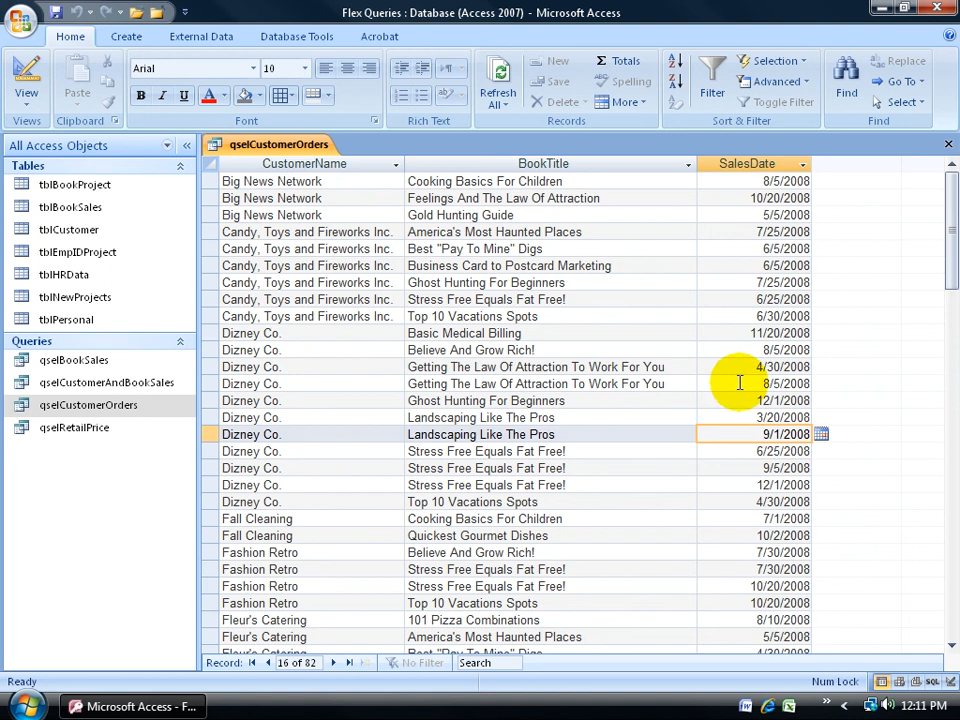 Flex Queries : Database (Access 2007) - Microsoft Access
Home Create External Data Database Tools Acrobat
View Views
Paste Clipboard
Arial 10
B I U A Font
Rich Text
Refresh All
New Save Delete
Totals Spelling More
Records
Filter Selection Advanced Toggle Filter
Sort & Filter
Find Replace Go To Select
Find
All Access Objects
Tables
tblBookProject
tblBookSales
tblCustomer
tblEmpIDProject
tblHRData
tblNewProjects
tblPersonal
Queries
qselBookSales
qselCustomerAndBookSales
qselCustomerOrders
qselRetailPrice
qselCustomerOrders
CustomerName BookTitle SalesDate
Big News Network Cooking Basics For Children 8/5/2008
Big News Network Feelings And The Law Of Attraction 10/20/2008
Big News Network Gold Hunting Guide 5/5/2008
Candy, Toys and Fireworks Inc. America's Most Haunted Places 7/25/2008
Candy, Toys and Fireworks Inc. Best "Pay To Mine" Digs 6/5/2008
Candy, Toys and Fireworks Inc. Business Card to Postcard Marketing 6/5/2008
Candy, Toys and Fireworks Inc. Ghost Hunting For Beginners 7/25/2008
Candy, Toys and Fireworks Inc. Stress Free Equals Fat Free! 6/25/2008
Candy, Toys and Fireworks Inc. Top 10 Vacations Spots 6/30/2008
Dizney Co. Basic Medical Billing 11/20/2008
Dizney Co. Believe And Grow Rich! 8/5/2008
Dizney Co. Getting The Law Of Attraction To Work For You 4/30/2008
Dizney Co. Getting The Law Of Attraction To Work For You 8/5/2008
Dizney Co. Ghost Hunting For Beginners 12/1/2008
Dizney Co. Landscaping Like The Pros 3/20/2008
Dizney Co. Landscaping Like The Pros 9/1/2008
Dizney Co. Stress Free Equals Fat Free! 6/25/2008
Dizney Co. Stress Free Equals Fat Free! 9/5/2008
Dizney Co. Stress Free Equals Fat Free! 12/1/2008
Dizney Co. Top 10 Vacations Spots 4/30/2008
Fall Cleaning Cooking Basics For Children 7/1/2008
Fall Cleaning Quickest Gourmet Dishes 10/2/2008
Fashion Retro Believe And Grow Rich! 7/30/2008
Fashion Retro Stress Free Equals Fat Free! 7/30/2008
Fashion Retro Stress Free Equals Fat Free! 10/20/2008
Fashion Retro Top 10 Vacations Spots 10/20/2008
Fleur's Catering 101 Pizza Combinations 8/10/2008
Fleur's Catering America's Most Haunted Places 5/5/2008
Fleur's Catering Best "Pay To Mine" Digs 4/30/2008
Record: 16 of 82 No Filter Search
Ready Num Lock SQL
Microsoft Access - F... 12:11 PM